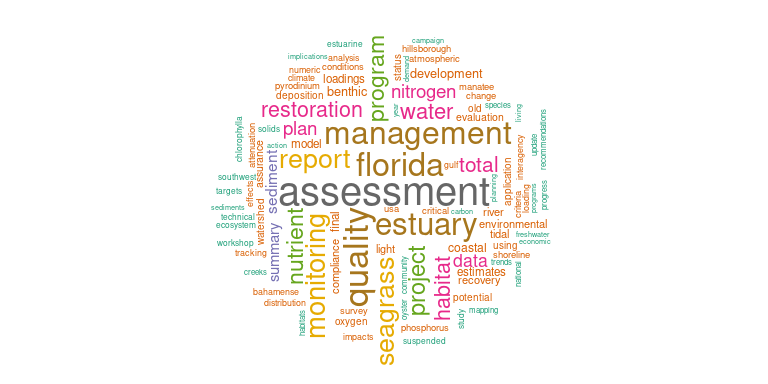 campaign
estuarine
hillsborough
implications
analysis
atmospheric
numeric
conditions
status
demand
development
climate
loadings
program
pyrodinium
benthic
nitrogen
manatee
deposition
change
year
restoration
water
old
species
living
evaluation
chlorophylla
solids
plan
management
attenuation
action
model
interagency
update
recommendations
assurance
report
florida
gulf
total
southwest
effects
sediment
assessment
planning
application
targets
criteria
loading
programs
progress
sediments
technical
ecosystem
watershed
summary
nutrient
monitoring
final
quality
usa
critical
carbon
river
estuary
environmental
tidal
freshwater
economic
workshop
tracking
compliance
light
coastal
using
shoreline
seagrass
community
project
habitat
data
trends
national
creeks
estimates
recovery
bahamense
distribution
potential
habitats
survey
oxygen
oyster
phosphorus
study
mapping
impacts
suspended